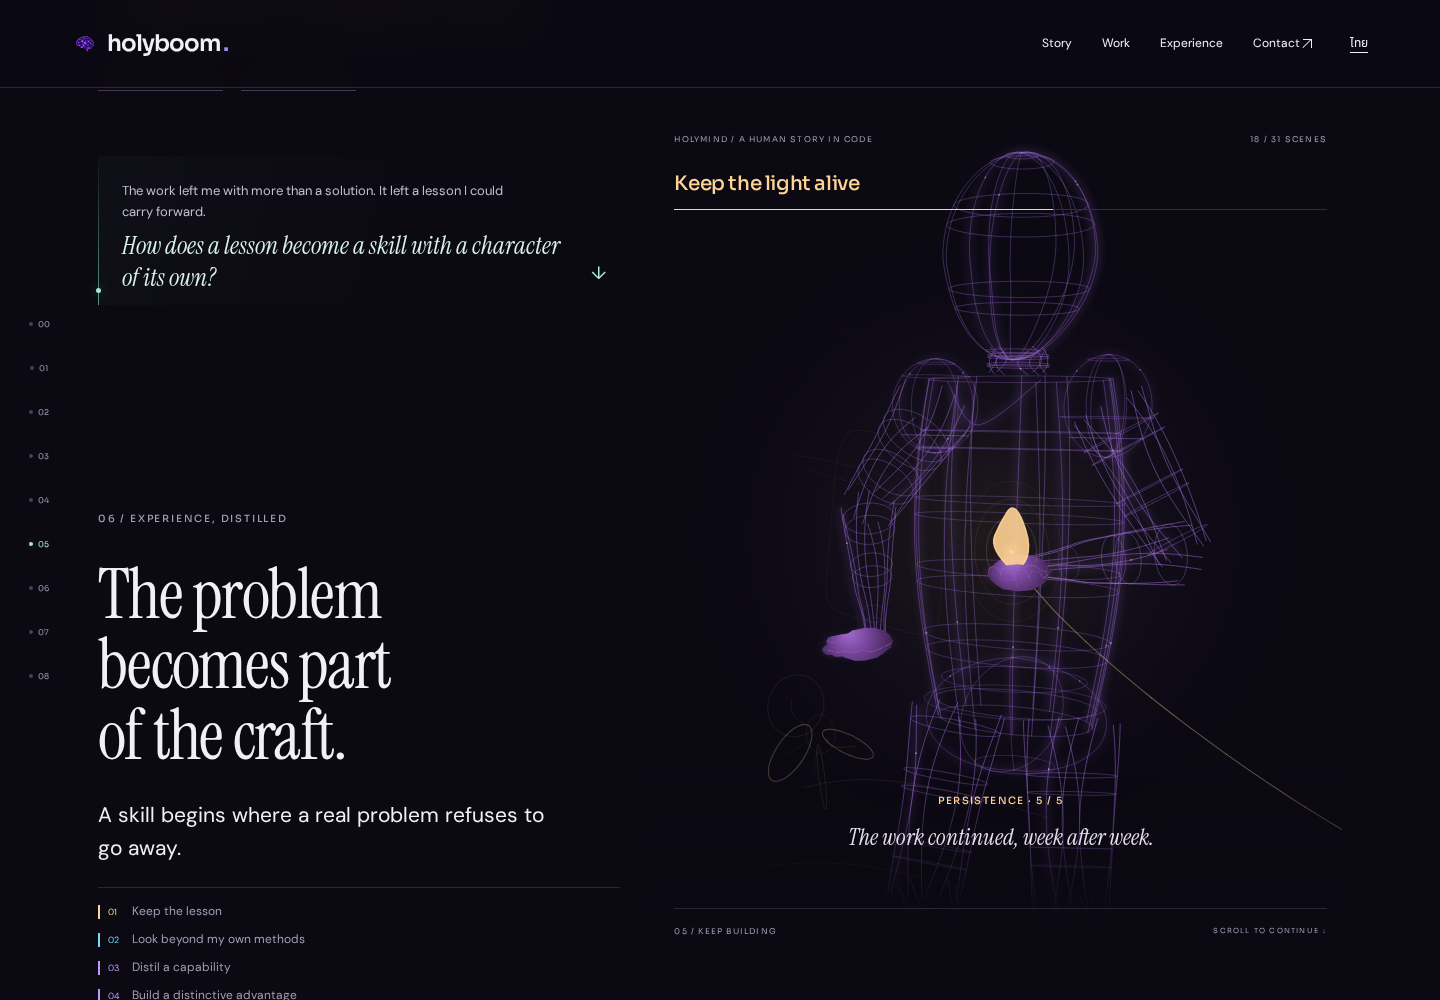 holyboom.
Story
Work
Experience
Contact
ไทย
The work left me with more than a solution. It left a lesson I could
carry forward.
How does a lesson become a skill with a character
of its own?
00
01
02
03
04
05
06
07
08
06 / EXPERIENCE, DISTILLED
The problem
becomes part
of the craft.
A skill begins where a real problem refuses to
go away.
01 Keep the lesson
02 Look beyond my own methods
03 Distil a capability
04 Build a distinctive advantage
HOLYMIND / A HUMAN STORY IN CODE
18 / 31 SCENES
Keep the light alive
PERSISTENCE · 5 / 5
The work continued, week after week.
05 / KEEP BUILDING
SCROLL TO CONTINUE ↓